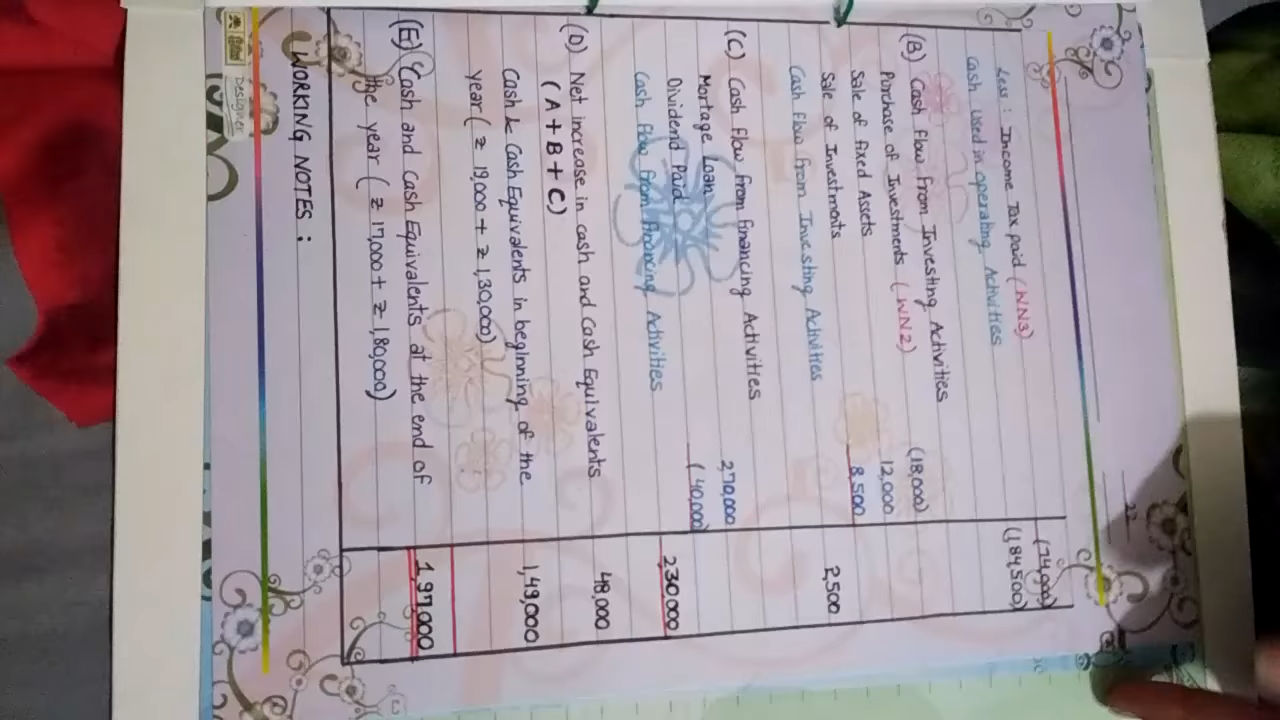 22
Less : Income Tax paid (WN3) (74,000)
Cash Used in operating Activities (184,500)
(B) Cash Flow From Investing Activities
Purchase of Investments (WN2) (18,000)
Sale of Fixed Assets 12,000
Sale of Investments 8,500
Cash Flow From Investing Activities 2,500
(C) Cash Flow From Financing Activities
Mortage Loan 270,000
Dividend Paid (40,000)
Cash Flow From Financing Activities 230,000
(D) Net increase in cash and Cash Equivalents
(A + B + C) 48,000
Cash & Cash Equivalents in beginning of the
year ( ₹ 19,000 + ₹ 1,30,000) 1,49,000
(E) Cash and Cash Equivalents at the end of
the year ( ₹ 17,000 + ₹ 1,80,000) 1,97,000
WORKING NOTES :
Designer